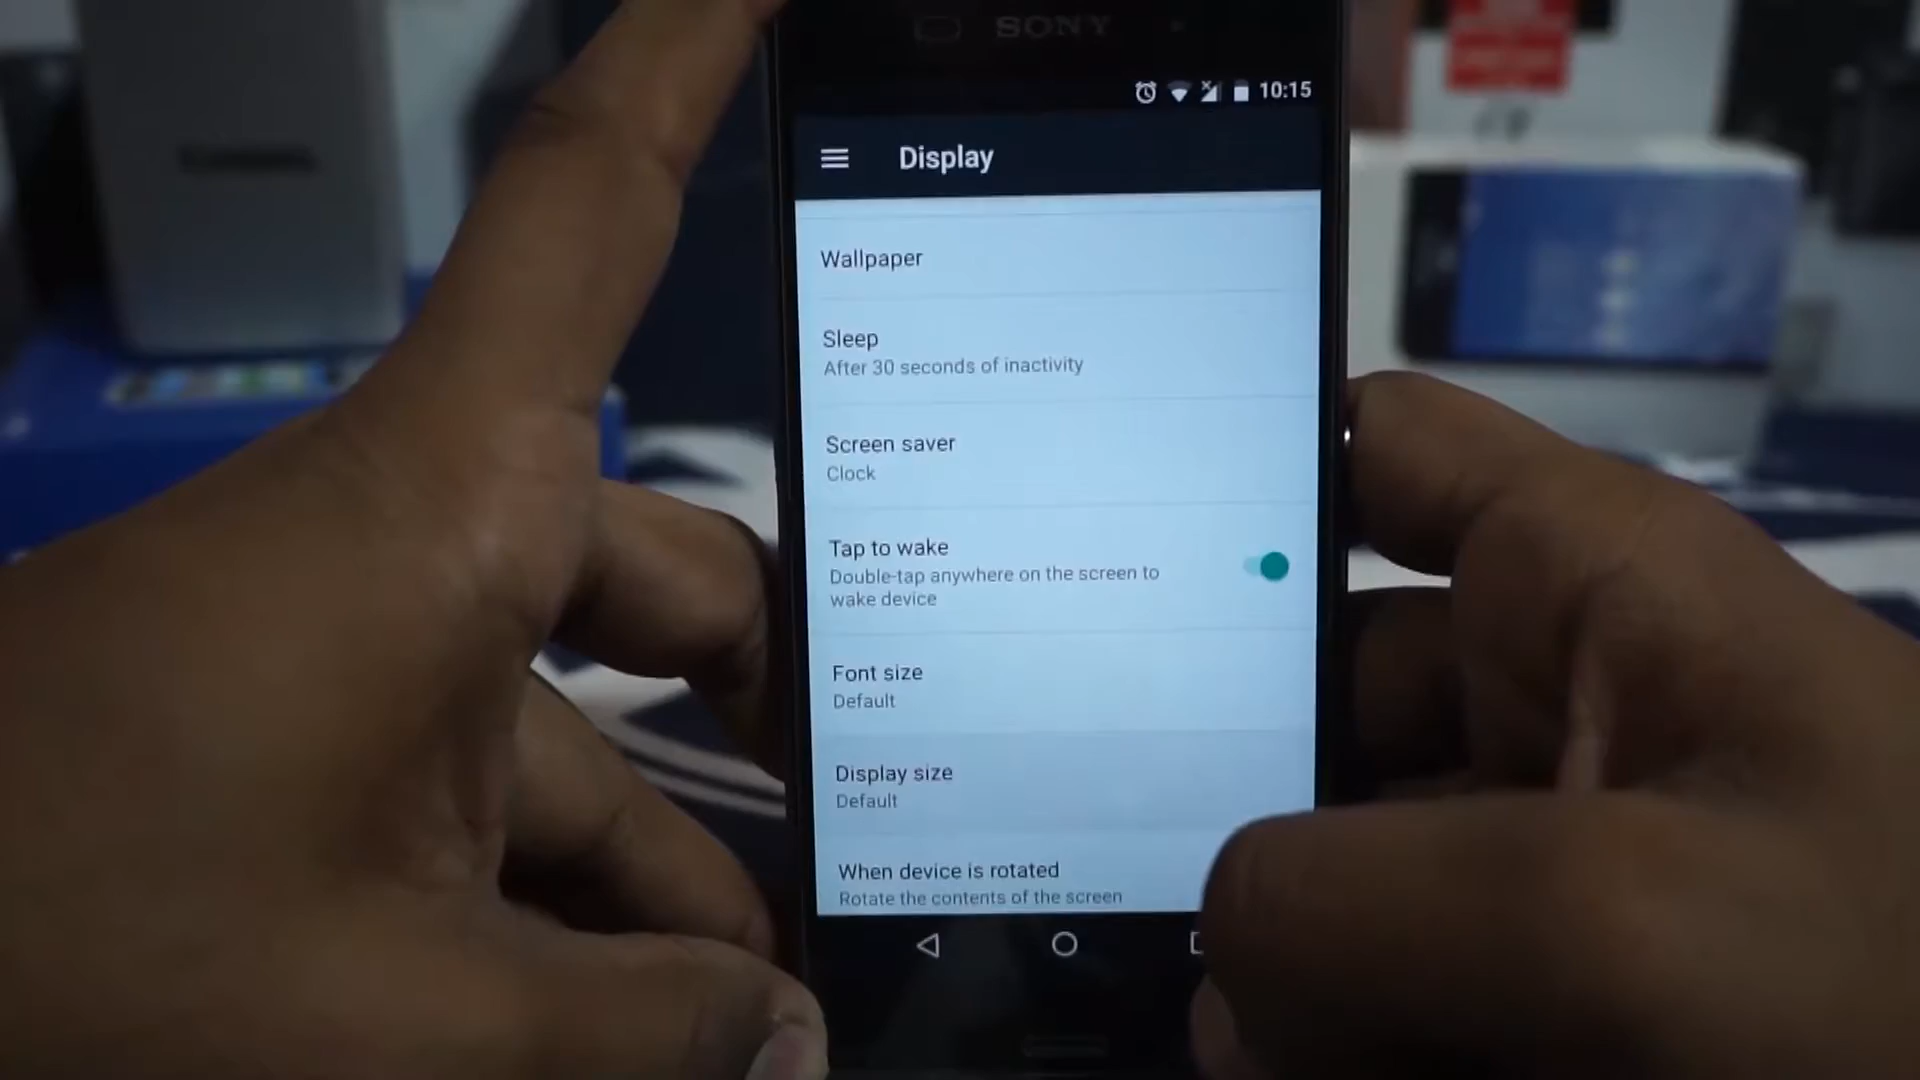 SONY
10:15
Display
Wallpaper
Sleep
After 30 seconds of inactivity
Screen saver
Clock
Tap to wake
Double-tap anywhere on the screen to
wake device
Font size
Default
Display size
Default
When device is rotated
Rotate the contents of the screen